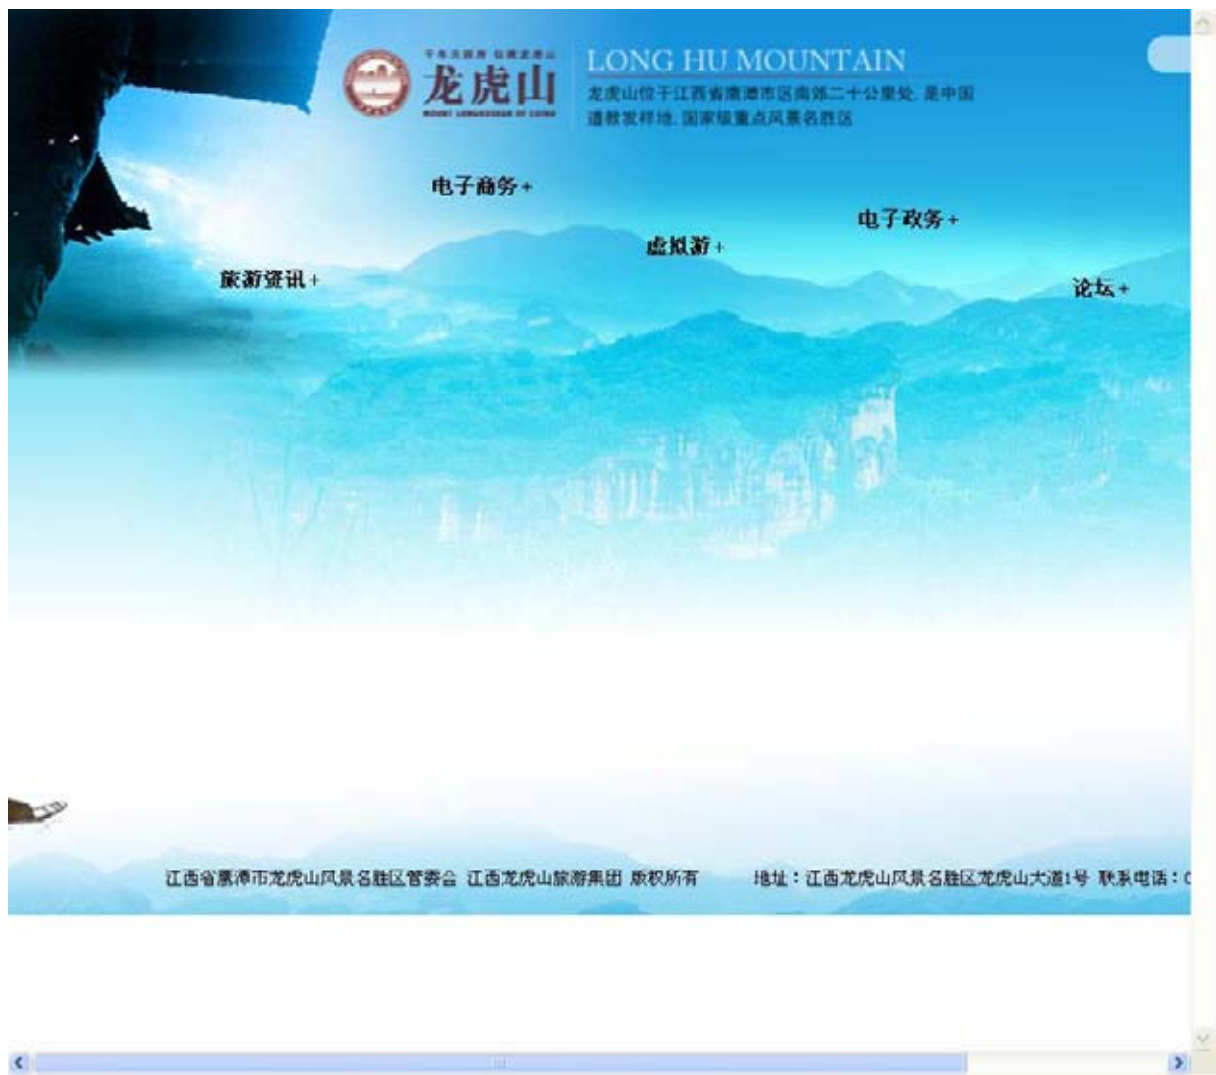 龙虎山
LONG HU MOUNTAIN
龙虎山位于江西省鹰潭市区南郊二十公里处, 是中国
道教发祥地, 国家级重点风景名胜区
电子商务+
电子政务+
虚拟游+
旅游资讯+
论坛+
江西省鹰潭市龙虎山风景名胜区管委会 江西龙虎山旅游集团 版权所有 地址：江西龙虎山风景名胜区龙虎山大道1号 联系电话：0